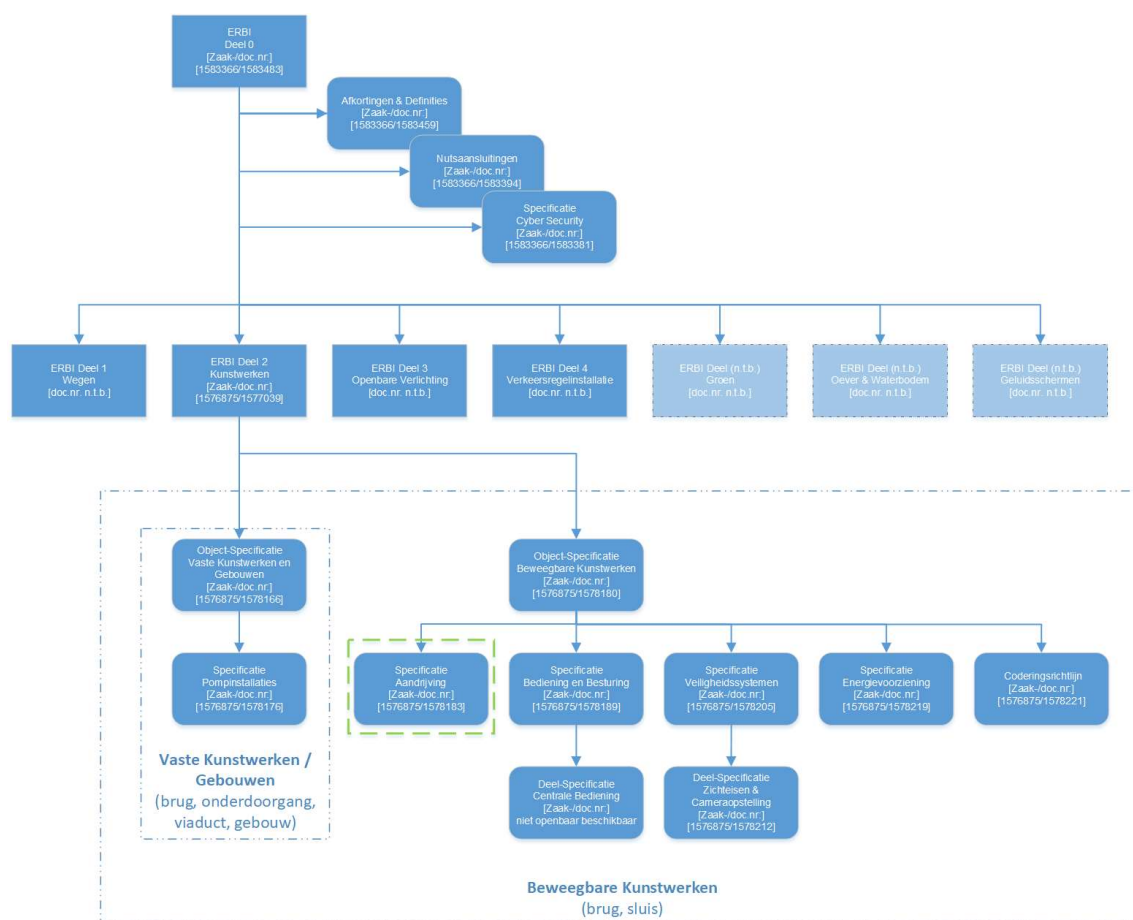 ERBI
Deel 0
[Zaak-/doc.nr:]
[1583366/1583483]
Afkortingen & Definities
[Zaak-/doc.nr:]
[1583366/1583459]
Nutsaansluitingen
[Zaak-/doc.nr:]
[1583366/1583394]
Specificatie
Cyber Security
[Zaak-/doc.nr:]
[1583366/1583381]
ERBI Deel 1
Wegen
[doc.nr. n.t.b.]
ERBI Deel 2
Kunstwerken
[Zaak-/doc.nr:]
[1576875/1577039]
ERBI Deel 3
Openbare Verlichting
[doc.nr. n.t.b.]
ERBI Deel 4
Verkeersregelinstallatie
[doc.nr. n.t.b.]
ERBI Deel (n.t.b.)
Groen
[doc.nr. n.t.b.]
ERBI Deel (n.t.b.)
Oever & Waterbodem
[doc.nr. n.t.b.]
ERBI Deel (n.t.b.)
Geluidsschermen
[doc.nr. n.t.b.]
Object-Specificatie
Vaste Kunstwerken en
Gebouwen
[Zaak-/doc.nr:]
[1576875/1578166]
Object-Specificatie
Beweegbare Kunstwerken
[Zaak-/doc.nr:]
[1576875/1578180]
Specificatie
Pompinstallaties
[Zaak-/doc.nr:]
[1576875/1578176]
Specificatie
Aandrijving
[Zaak-/doc.nr:]
[1576875/1578183]
Specificatie
Bediening en Besturing
[Zaak-/doc.nr:]
[1576875/1578189]
Specificatie
Veiligheidssystemen
[Zaak-/doc.nr:]
[1576875/1578205]
Specificatie
Energievoorziening
[Zaak-/doc.nr:]
[1576875/1578219]
Coderingsrichtlijn
[Zaak-/doc.nr:]
[1576875/1578221]
Vaste Kunstwerken /
Gebouwen
(brug, onderdoorgang,
viaduct, gebouw)
Deel-Specificatie
Centrale Bediening
[Zaak-/doc.nr:]
niet openbaar beschikbaar
Deel-Specificatie
Zichteisen &
Cameraopstelling
[Zaak-/doc.nr:]
[1576875/1578212]
Beweegbare Kunstwerken
(brug, sluis)